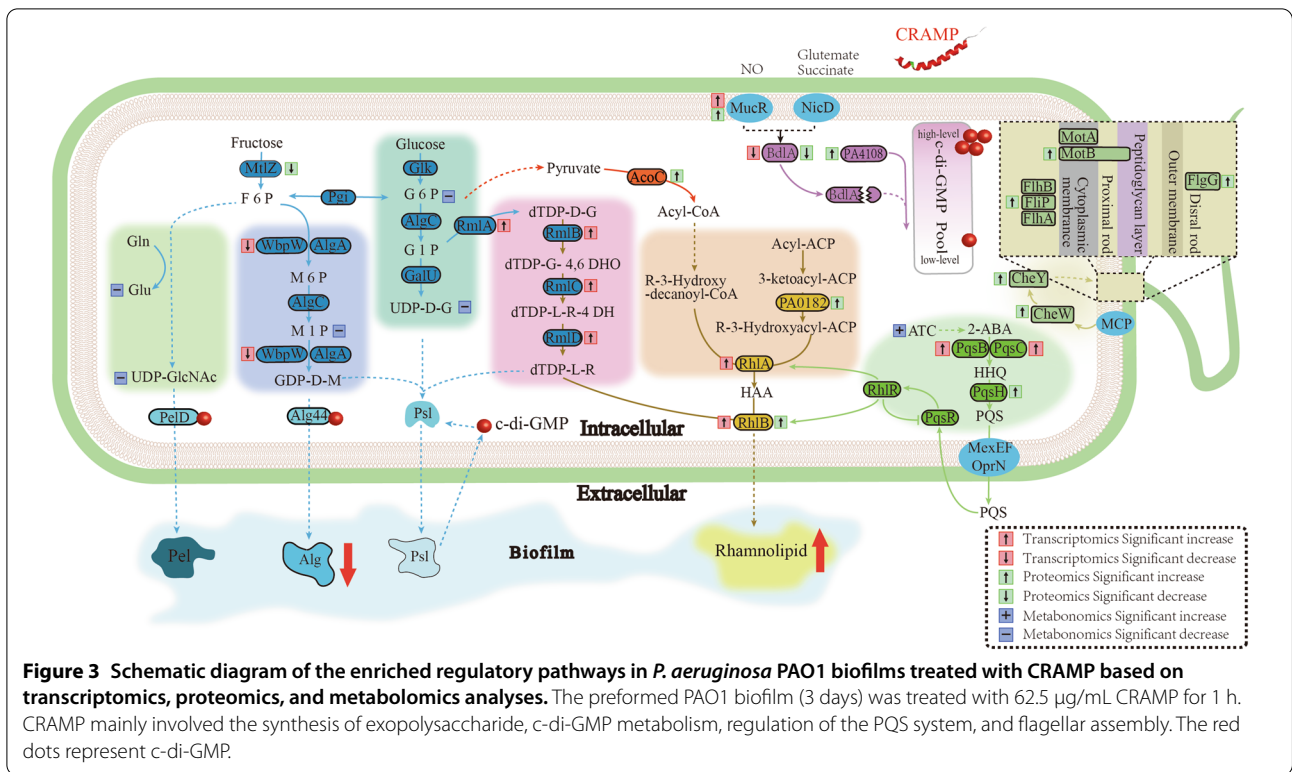 CRAMP
NO
Glutemate
Succinate
MucR
NicD
BdlA
PA4108
BdlA
high-level
c-di-GMP Pool
low-level
MotA
MotB
FlhB
FliP
FlhA
FlgG
Cytoplasmic
membrance
Proximal rod
Peptidoglycan layer
Outer membrane
Disral rod
CheY
CheW
MCP
Fructose
MtlZ
F 6 P
Pgi
Gln
Glu
UDP-GlcNAc
PelD
WbpW
AlgA
M 6 P
AlgC
M 1 P
WbpW
AlgA
GDP-D-M
Alg44
Glucose
Glk
G 6 P
AlgC
G 1 P
GalU
UDP-D-G
Psl
c-di-GMP
RmlA
dTDP-D-G
RmlB
dTDP-G- 4,6 DHO
RmlC
dTDP-L-R-4 DH
RmlD
dTDP-L-R
Pyruvate
AcoC
Acyl-CoA
R-3-Hydroxy
-decanoyl-CoA
Acyl-ACP
3-ketoacyl-ACP
PA0182
R-3-Hydroxyacyl-ACP
RhlA
HAA
RhlB
RhlR
PqsR
ATC
2-ABA
PqsB
PqsC
HHQ
PqsH
PQS
MexEF
OprN
PQS
Intracellular
Extracellular
Pel
Alg
Psl
Biofilm
Rhamnolipid
Transcriptomics Significant increase
Transcriptomics Significant decrease
Proteomics Significant increase
Proteomics Significant decrease
+ Metabonomics Significant increase
− Metabonomics Significant decrease
Figure 3 Schematic diagram of the enriched regulatory pathways in P. aeruginosa PAO1 biofilms treated with CRAMP based on
transcriptomics, proteomics, and metabolomics analyses. The preformed PAO1 biofilm (3 days) was treated with 62.5 µg/mL CRAMP for 1 h.
CRAMP mainly involved the synthesis of exopolysaccharide, c-di-GMP metabolism, regulation of the PQS system, and flagellar assembly. The red
dots represent c-di-GMP.